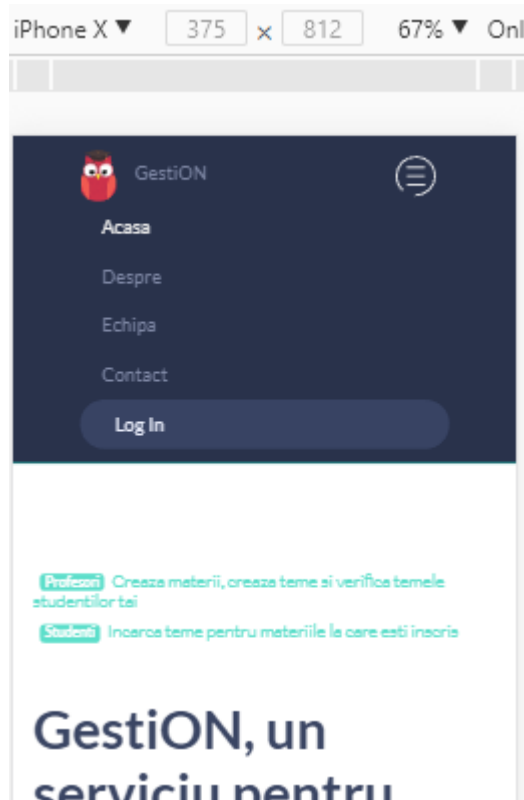 iPhone X ▼ 375 × 812 67% ▼ Onl
GestiON
Acasa
Despre
Echipa
Contact
Log In
Profesori Creaza materii, creaza teme si verifica temele
studentilor tai
Studenti Incarca teme pentru materiile la care esti inscris
GestiON, un
serviciu pentru